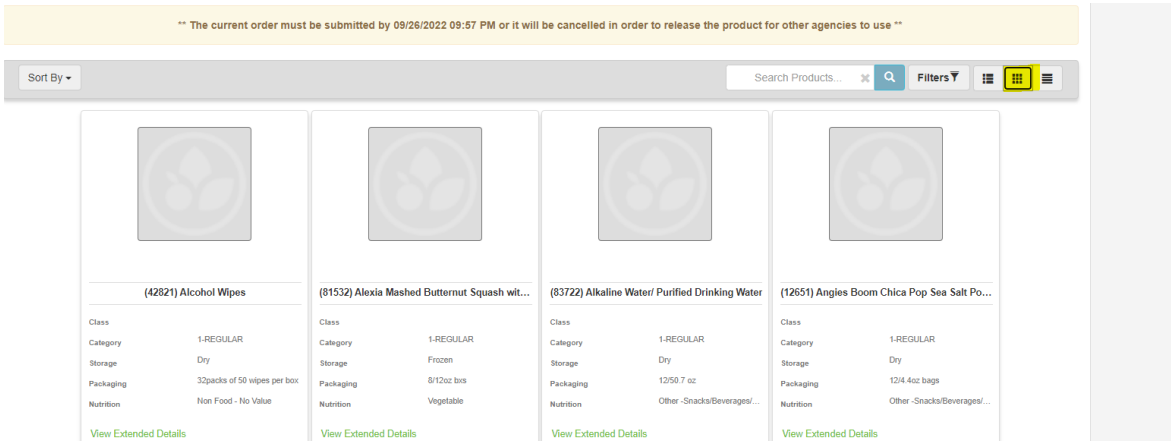 ** The current order must be submitted by 09/26/2022 09:57 PM or it will be cancelled in order to release the product for other agencies to use **
Sort By
Search Products...
Filters
(42821) Alcohol Wipes
Class
Category 1-REGULAR
Storage Dry
Packaging 32packs of 50 wipes per box
Nutrition Non Food - No Value
View Extended Details
(81532) Alexia Mashed Butternut Squash wit...
Class
Category 1-REGULAR
Storage Frozen
Packaging 8/12oz bxs
Nutrition Vegetable
View Extended Details
(83722) Alkaline Water/ Purified Drinking Water
Class
Category 1-REGULAR
Storage Dry
Packaging 12/50.7 oz
Nutrition Other -Snacks/Beverages/...
View Extended Details
(12651) Angies Boom Chica Pop Sea Salt Po...
Class
Category 1-REGULAR
Storage Dry
Packaging 12/4.4oz bags
Nutrition Other -Snacks/Beverages/...
View Extended Details